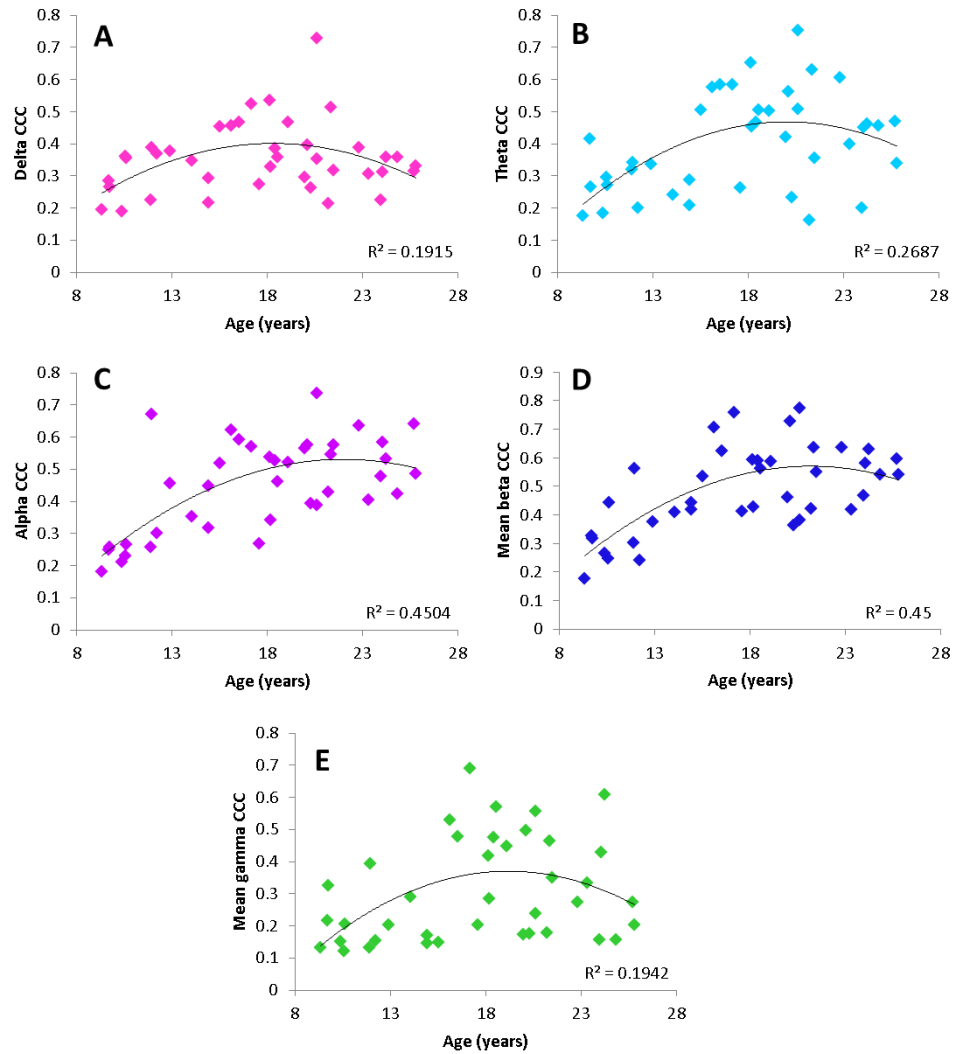 A
Delta CCC
0.8
0.7
0.6
0.5
0.4
0.3
0.2
0.1
0
R² = 0.1915
8 13 18 23 28
Age (years)
B
Theta CCC
0.8
0.7
0.6
0.5
0.4
0.3
0.2
0.1
0
R² = 0.2687
8 13 18 23 28
Age (years)
C
Alpha CCC
0.8
0.7
0.6
0.5
0.4
0.3
0.2
0.1
0
R² = 0.4504
8 13 18 23 28
Age (years)
D
Mean beta CCC
0.9
0.8
0.7
0.6
0.5
0.4
0.3
0.2
0.1
0
R² = 0.45
8 13 18 23 28
Age (years)
E
Mean gamma CCC
0.8
0.7
0.6
0.5
0.4
0.3
0.2
0.1
0
R² = 0.1942
8 13 18 23 28
Age (years)